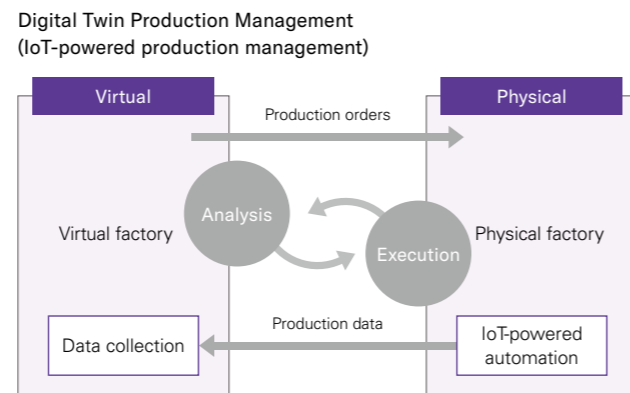 Digital Twin Production Management
(IoT-powered production management)
Virtual
Physical
Production orders
Analysis
Virtual factory
Physical factory
Execution
Production data
Data collection
IoT-powered
automation